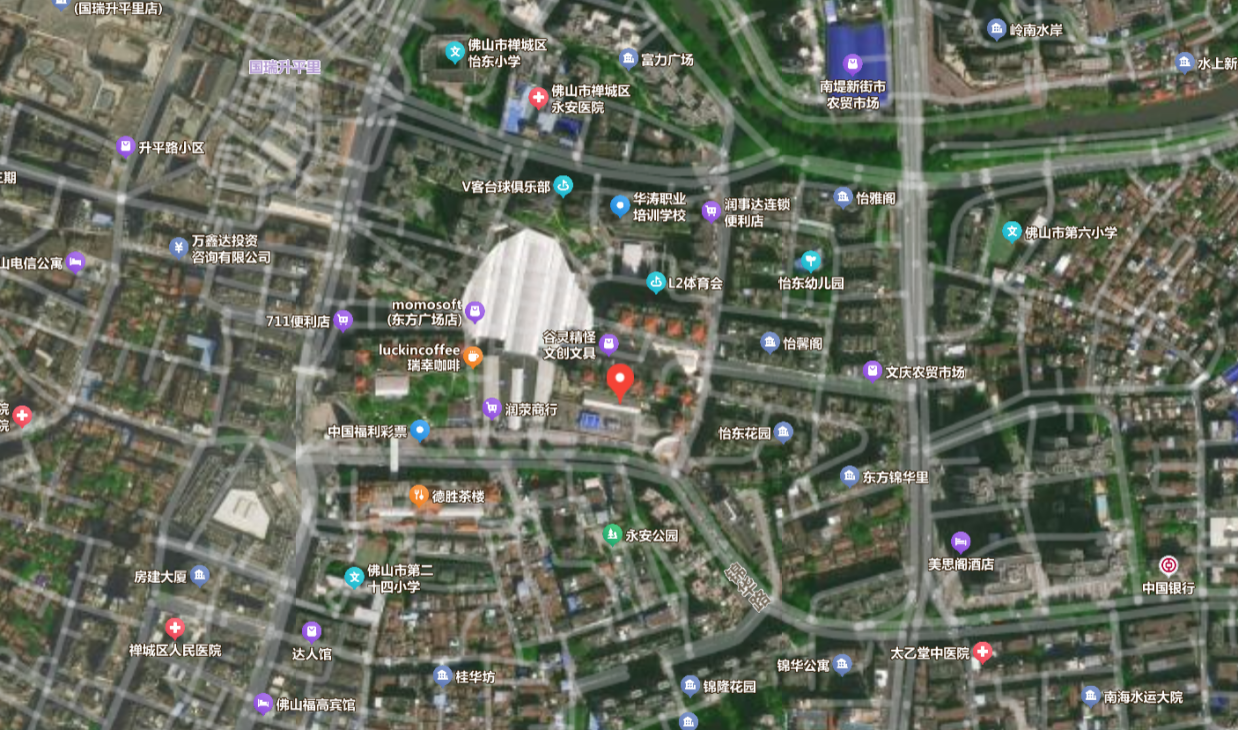 (国瑞升平里店)
岭南水岸
佛山市禅城区
怡东小学
富力广场
水上新
国瑞升平里
南堤新街市
农贸市场
佛山市禅城区
永安医院
升平路小区
三期
V客台球俱乐部
华涛职业
培训学校
润事达连锁
便利店
怡雅阁
佛山市第六小学
万鑫达投资
咨询有限公司
山电信公寓
L2体育会
怡东幼儿园
momosoft
(东方广场店)
711便利店
谷灵精怪
文创文具
怡馨阁
luckincoffee
瑞幸咖啡
文庆农贸市场
院
院
润荥商行
中国福利彩票
怡东花园
东方锦华里
德胜茶楼
永安公园
美思阁酒店
房建大厦
佛山市第二
十四小学
中国银行
禅城区人民医院
达人馆
锦华公寓
太乙堂中医院
桂华坊
锦隆花园
南海水运大院
佛山福高宾馆